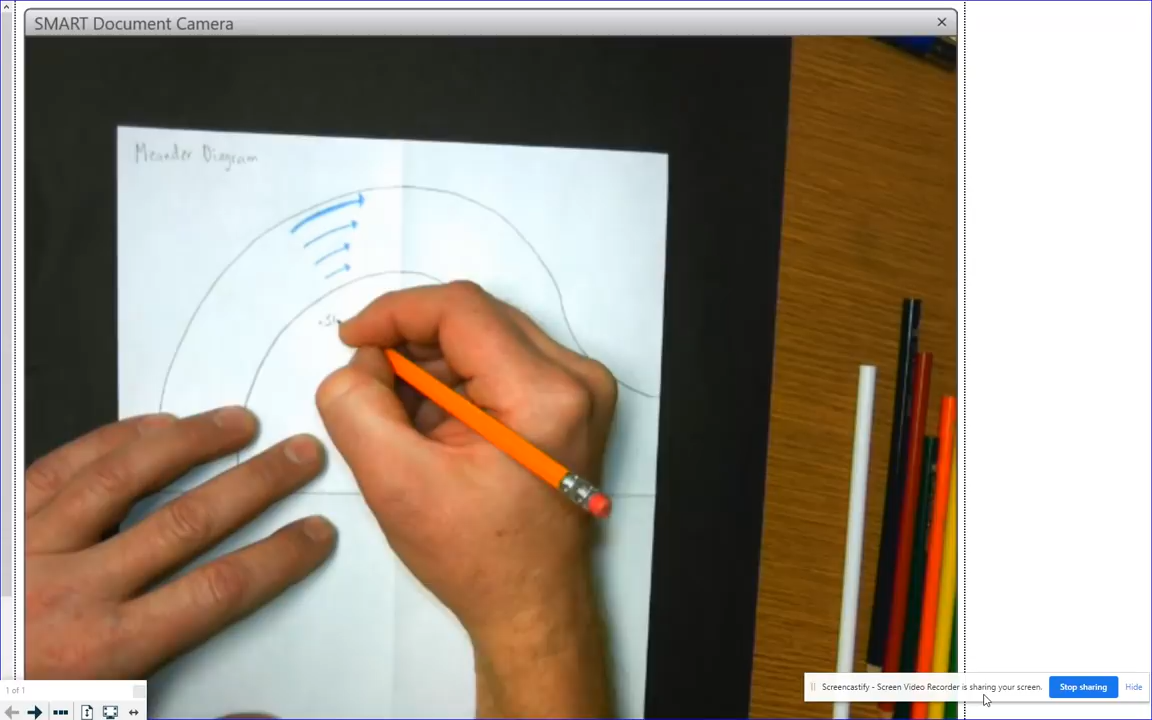 SMART Document Camera
Meander Diagram
1 of 1
Screencastify - Screen Video Recorder is sharing your screen.
Stop sharing
Hide